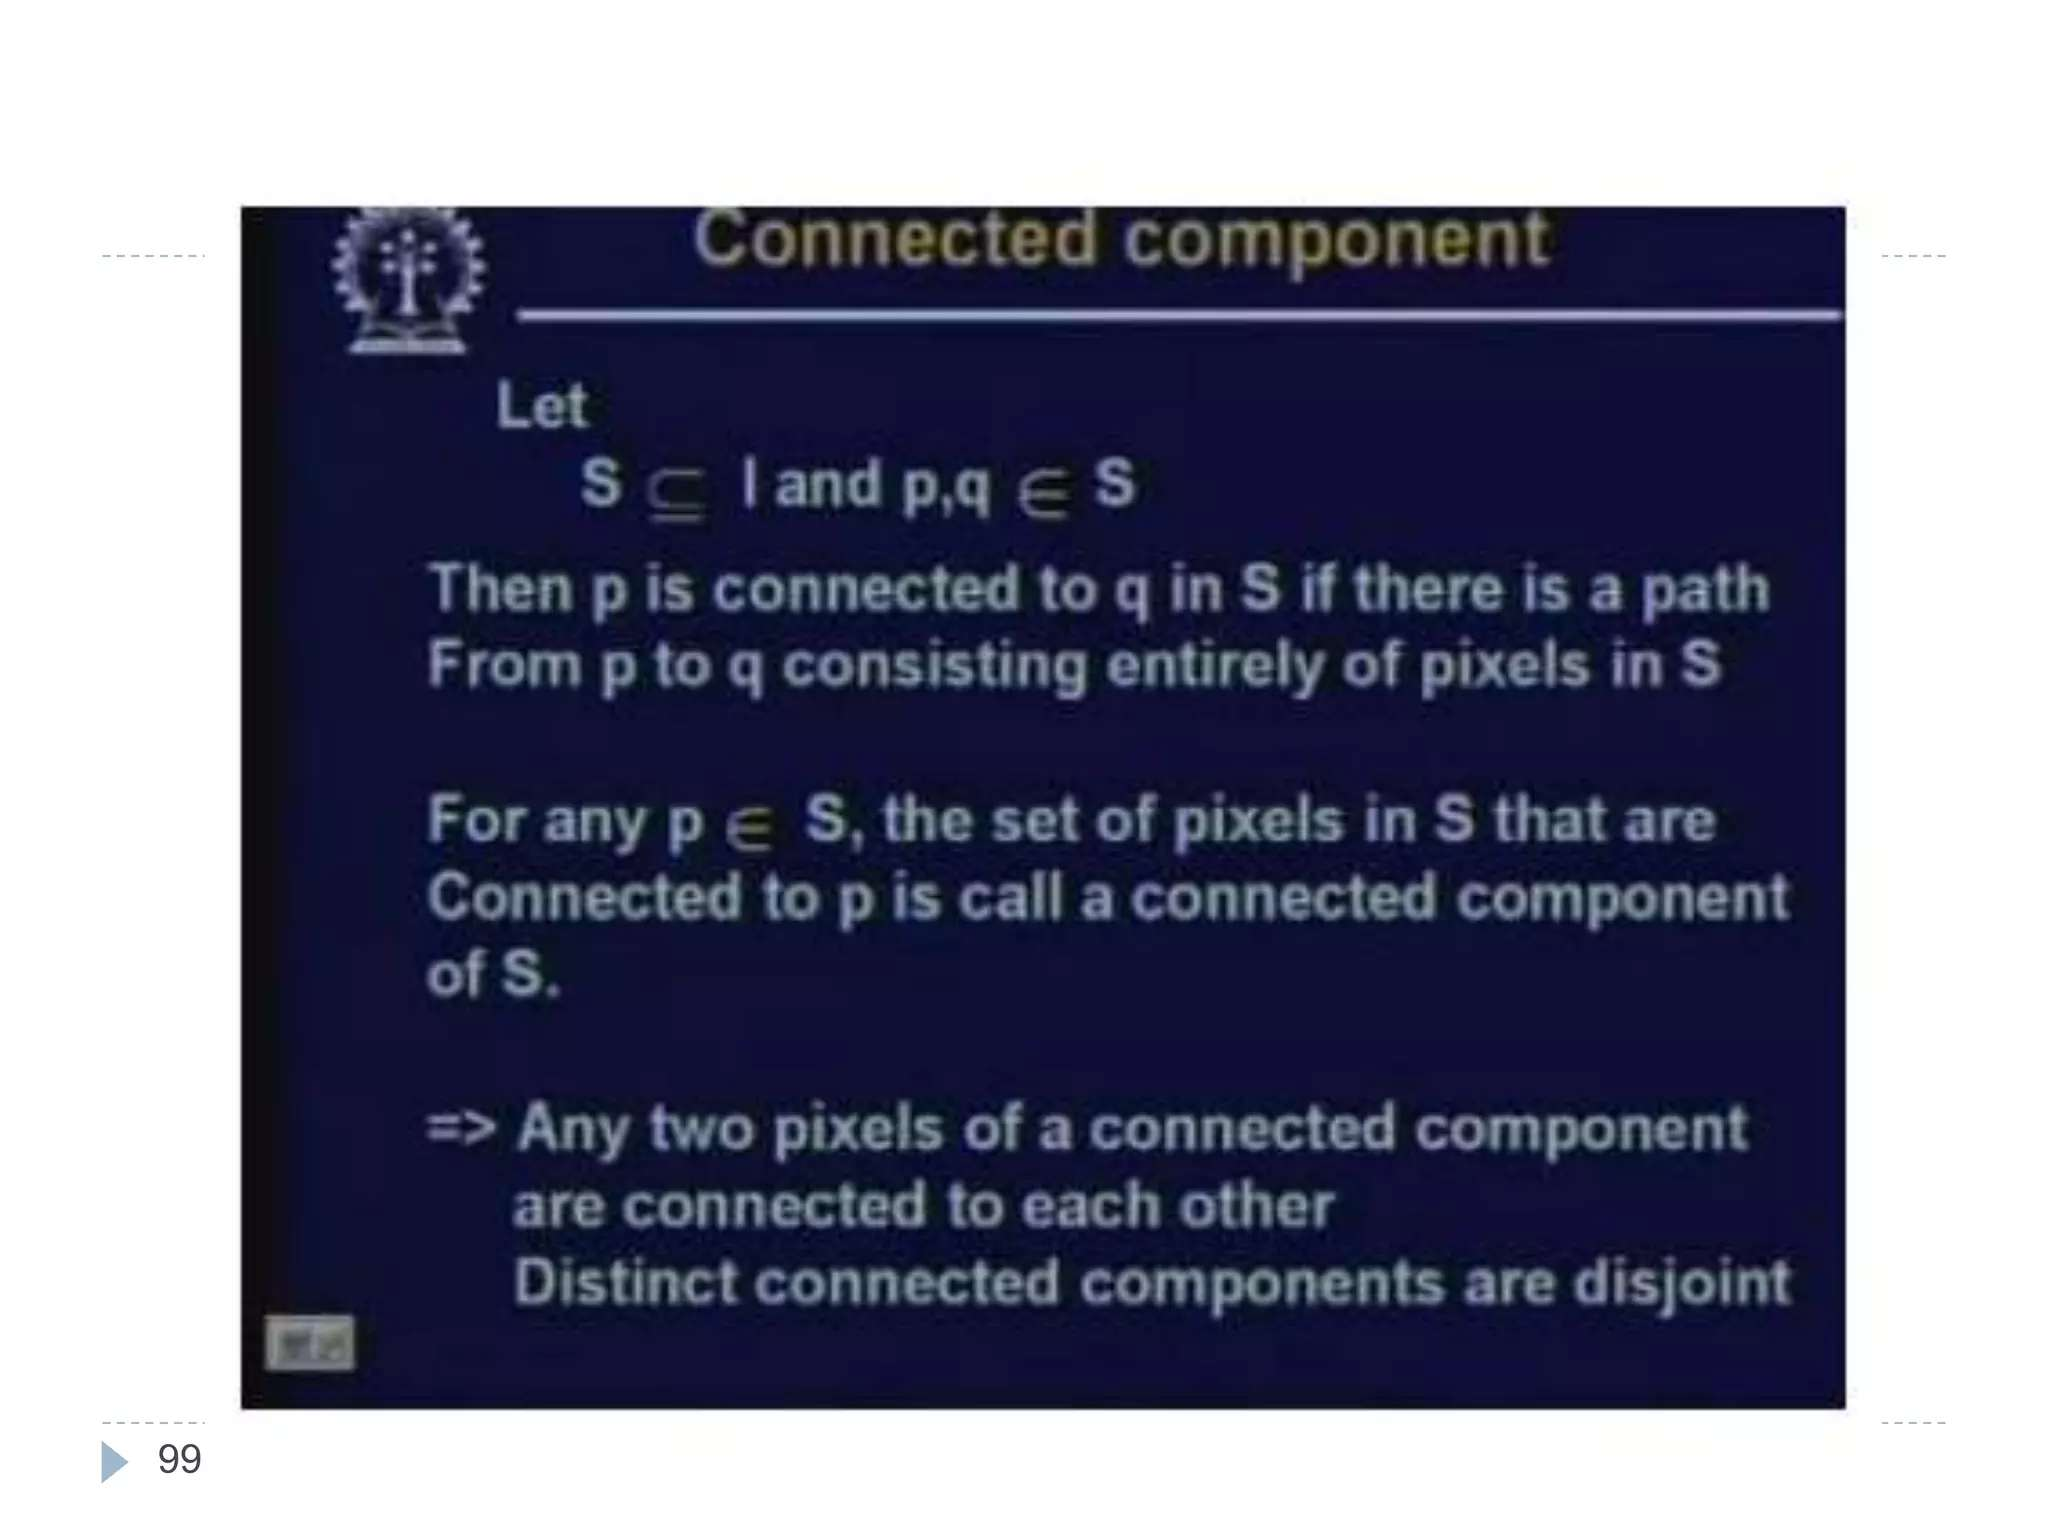 Connected component
Let
S ⊆ I and p,q ∈ S
Then p is connected to q in S if there is a path
From p to q consisting entirely of pixels in S
For any p ∈ S, the set of pixels in S that are
Connected to p is call a connected component
of S.
=> Any two pixels of a connected component
are connected to each other
Distinct connected components are disjoint
99